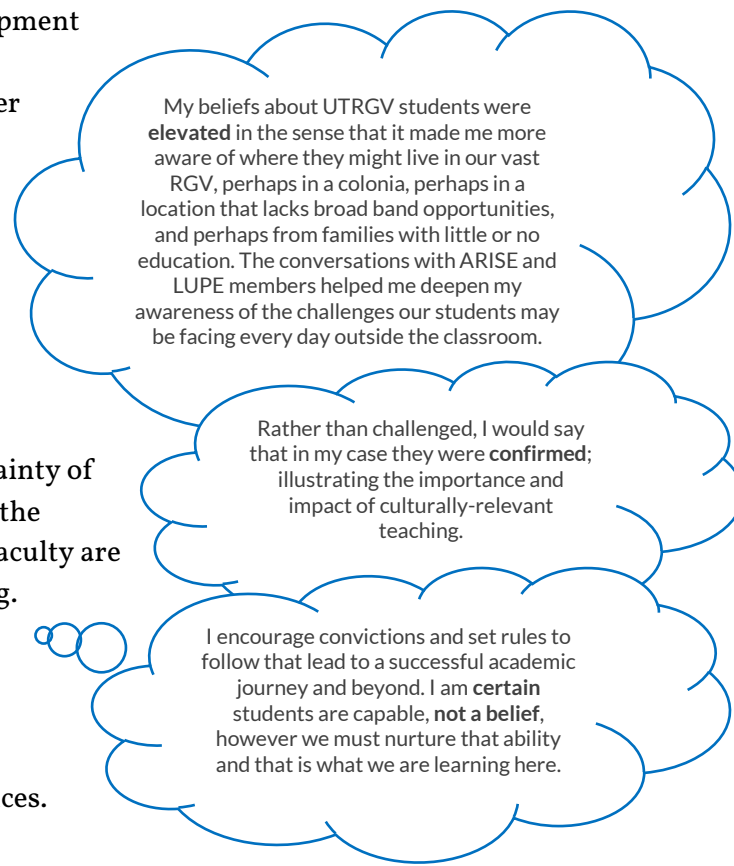 pment
er
My beliefs about UTRGV students were
elevated in the sense that it made me more
aware of where they might live in our vast
RGV, perhaps in a colonia, perhaps in a
location that lacks broad band opportunities,
and perhaps from families with little or no
education. The conversations with ARISE and
LUPE members helped me deepen my
awareness of the challenges our students may
be facing every day outside the classroom.
Rather than challenged, I would say
that in my case they were confirmed;
illustrating the importance and
impact of culturally-relevant
teaching.
ainty of
the
aculty are
g.
I encourage convictions and set rules to
follow that lead to a successful academic
journey and beyond. I am certain
students are capable, not a belief,
however we must nurture that ability
and that is what we are learning here.
ces.